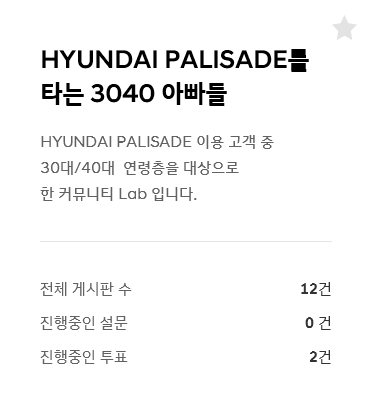 HYUNDAI PALISADE를
타는 3040 아빠들
HYUNDAI PALISADE 이용 고객 중
30대/40대 연령층을 대상으로
한 커뮤니티 Lab 입니다.
전체 게시판 수 12건
진행중인 설문 0 건
진행중인 투표 2건